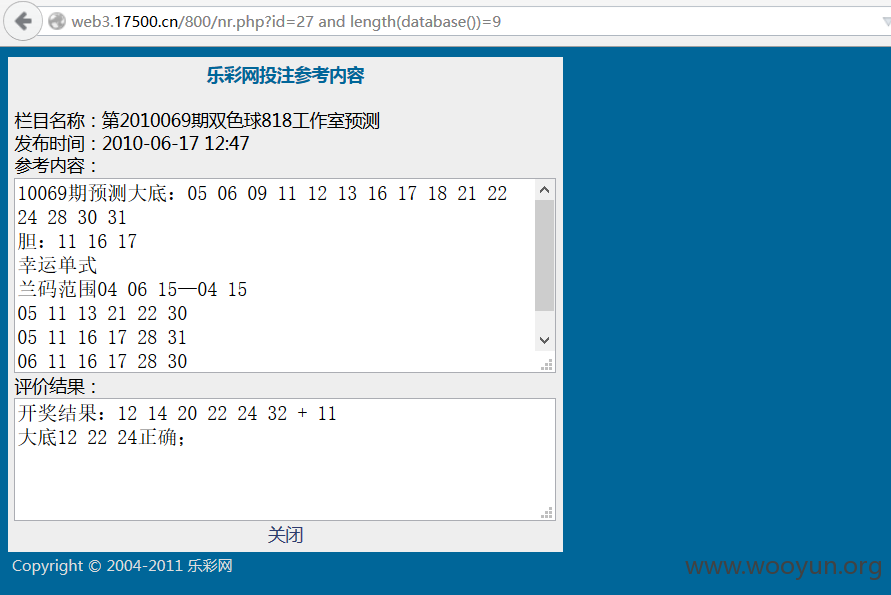 web3.17500.cn/800/nr.php?id=27 and length(database())=9
乐彩网投注参考内容
栏目名称：第2010069期双色球818工作室预测
发布时间：2010-06-17 12:47
参考内容：
10069期预测大底：05 06 09 11 12 13 16 17 18 21 22
24 28 30 31
胆：11 16 17
幸运单式
兰码范围04 06 15—04 15
05 11 13 21 22 30
05 11 16 17 28 31
06 11 16 17 28 30
评价结果：
开奖结果：12 14 20 22 24 32 + 11
大底12 22 24正确；
关闭
Copyright © 2004-2011 乐彩网
www.wooyun.org